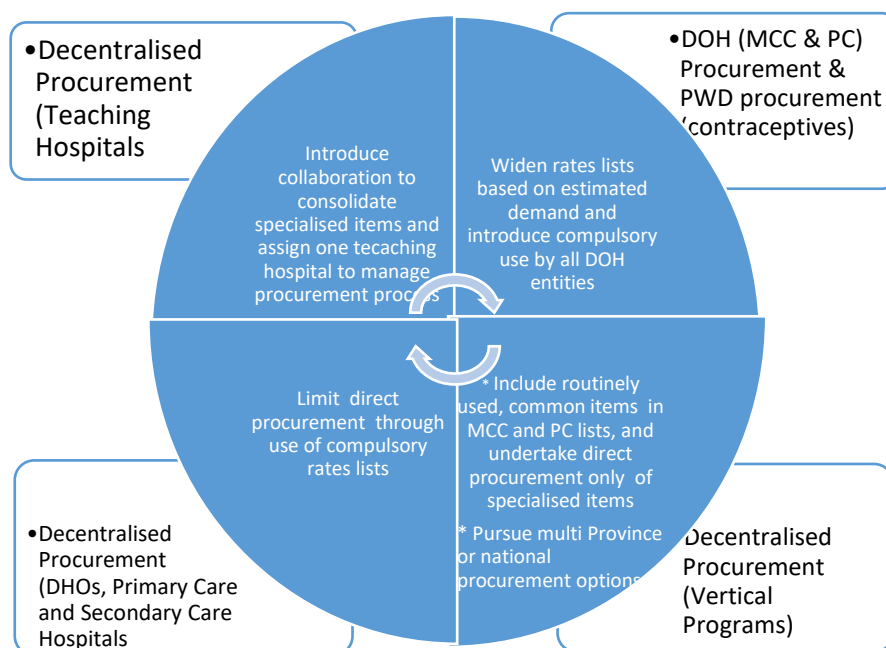 •Decentralised
Procurement
(Teaching
Hospitals
•DOH (MCC & PC)
Procurement &
PWD procurement
(contraceptives)
Introduce
collaboration to
consolidate
specialised items and
assign one tecaching
hospital to manage
procurement process
Widen rates lists
based on estimated
demand and
introduce compulsory
use by all DOH
entities
Limit direct
procurement through
use of compulsory
rates lists
* Include routinely
used, common items in
MCC and PC lists, and
undertake direct
procurement only of
specialised items
* Pursue multi Province
or national
procurement options
•Decentralised
Procurement
(DHOs, Primary Care
and Secondary Care
Hospitals
Decentralised
Procurement
(Vertical
Programs)